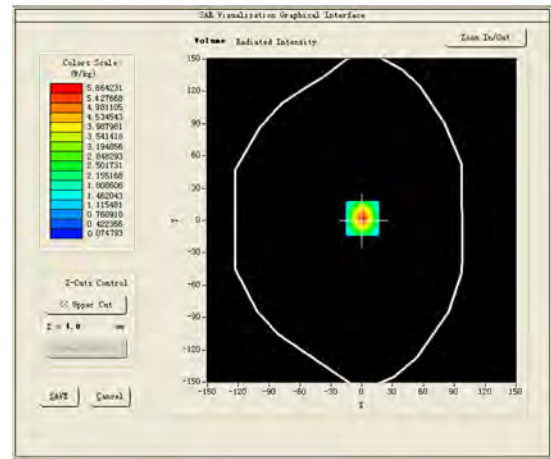 SAR Visualisation Graphical Interface
Volume Radiated Intensity
Zoom In/Out
Colors Scale
(W/kg)
5.864231
5.427668
4.981105
4.534543
3.987981
3.541418
3.194856
2.848293
2.501731
2.155168
1.808606
1.462043
1.115481
0.768918
0.422356
0.074793
150
120
90
60
30
0
-30
-60
-90
-120
-150
Y
-150 -120 -90 -60 -30 0 30 60 90 120 150
X
Z-Cuts Control
<< Upper Cut
Z = 4.0 mm
SAVE Cancel